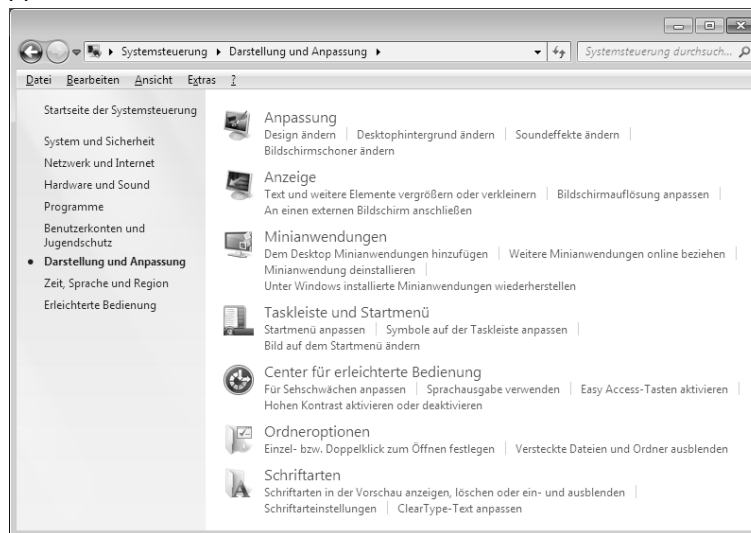 Systemsteuerung Darstellung und Anpassung Systemsteuerung durchsuch...
Datei Bearbeiten Ansicht Extras ?
Startseite der Systemsteuerung
System und Sicherheit
Netzwerk und Internet
Hardware und Sound
Programme
Benutzerkonten und
Jugendschutz
Darstellung und Anpassung
Zeit, Sprache und Region
Erleichterte Bedienung
Anpassung
Design ändern Desktophintergrund ändern Soundeffekte ändern
Bildschirmschoner ändern
Anzeige
Text und weitere Elemente vergrößern oder verkleinern Bildschirmauflösung anpassen
An einen externen Bildschirm anschließen
Minianwendungen
Dem Desktop Minianwendungen hinzufügen Weitere Minianwendungen online beziehen
Minianwendung deinstallieren
Unter Windows installierte Minianwendungen wiederherstellen
Taskleiste und Startmenü
Startmenü anpassen Symbole auf der Taskleiste anpassen
Bild auf dem Startmenü ändern
Center für erleichterte Bedienung
Für Sehschwächen anpassen Sprachausgabe verwenden Easy Access-Tasten aktivieren
Hohen Kontrast aktivieren oder deaktivieren
Ordneroptionen
Einzel- bzw. Doppelklick zum Öffnen festlegen Versteckte Dateien und Ordner ausblenden
Schriftarten
Schriftarten in der Vorschau anzeigen, löschen oder ein- und ausblenden
Schriftarteinstellungen ClearType-Text anpassen